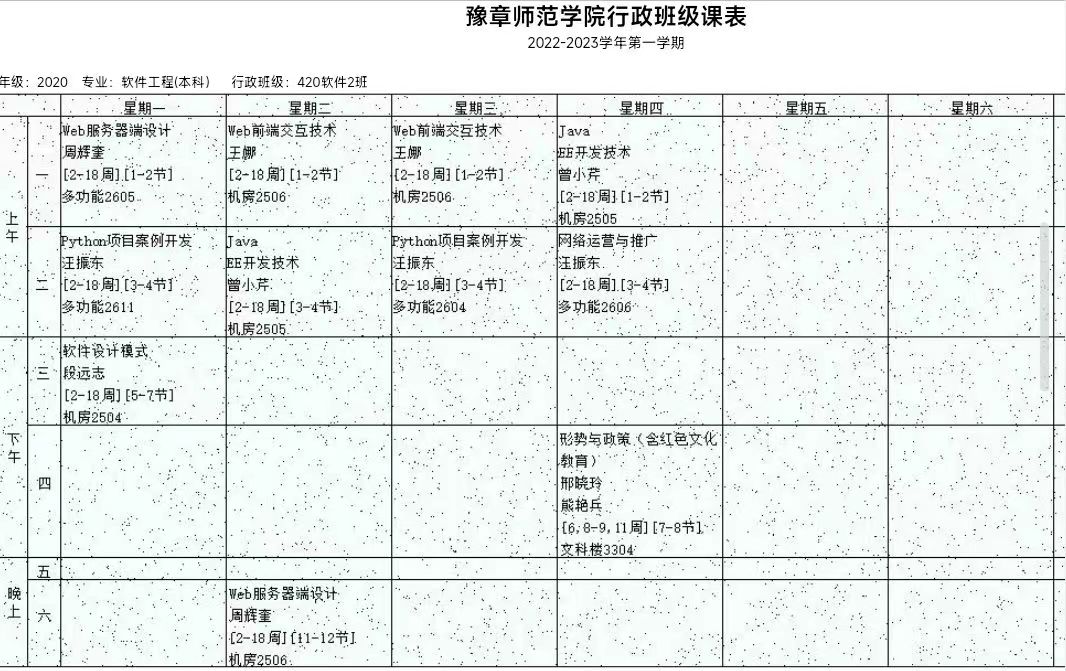 豫章师范学院行政班级课表
2022-2023学年第一学期
年级：2020 专业：软件工程(本科) 行政班级：420软件2班
星期一 星期二 星期三 星期四 星期五 星期六
上午
一
Web服务器端设计
周辉奎
[2-18周][1-2节]
多功能2605
Web前端交互技术
王娜
[2-18周][1-2节]
机房2506
Web前端交互技术
王娜
[2-18周][1-2节]
机房2506
Java
EE开发技术
曾小芹
[2-18周][1-2节]
机房2505
二
Python项目案例开发
汪振东
[2-18周][3-4节]
多功能2611
Java
EE开发技术
曾小芹
[2-18周][3-4节]
机房2505
Python项目案例开发
汪振东
[2-18周][3-4节]
多功能2604
网络运营与推广
汪振东
[2-18周][3-4节]
多功能2606
下午
三
软件设计模式
段远志
[2-18周][5-7节]
机房2504
四
形势与政策（含红色文化
教育）
邢晓玲
熊艳兵
[6,8-9,11周][7-8节]
文科楼3304
晚上
五
六
Web服务器端设计
周辉奎
[2-18周][11-12节]
机房2506